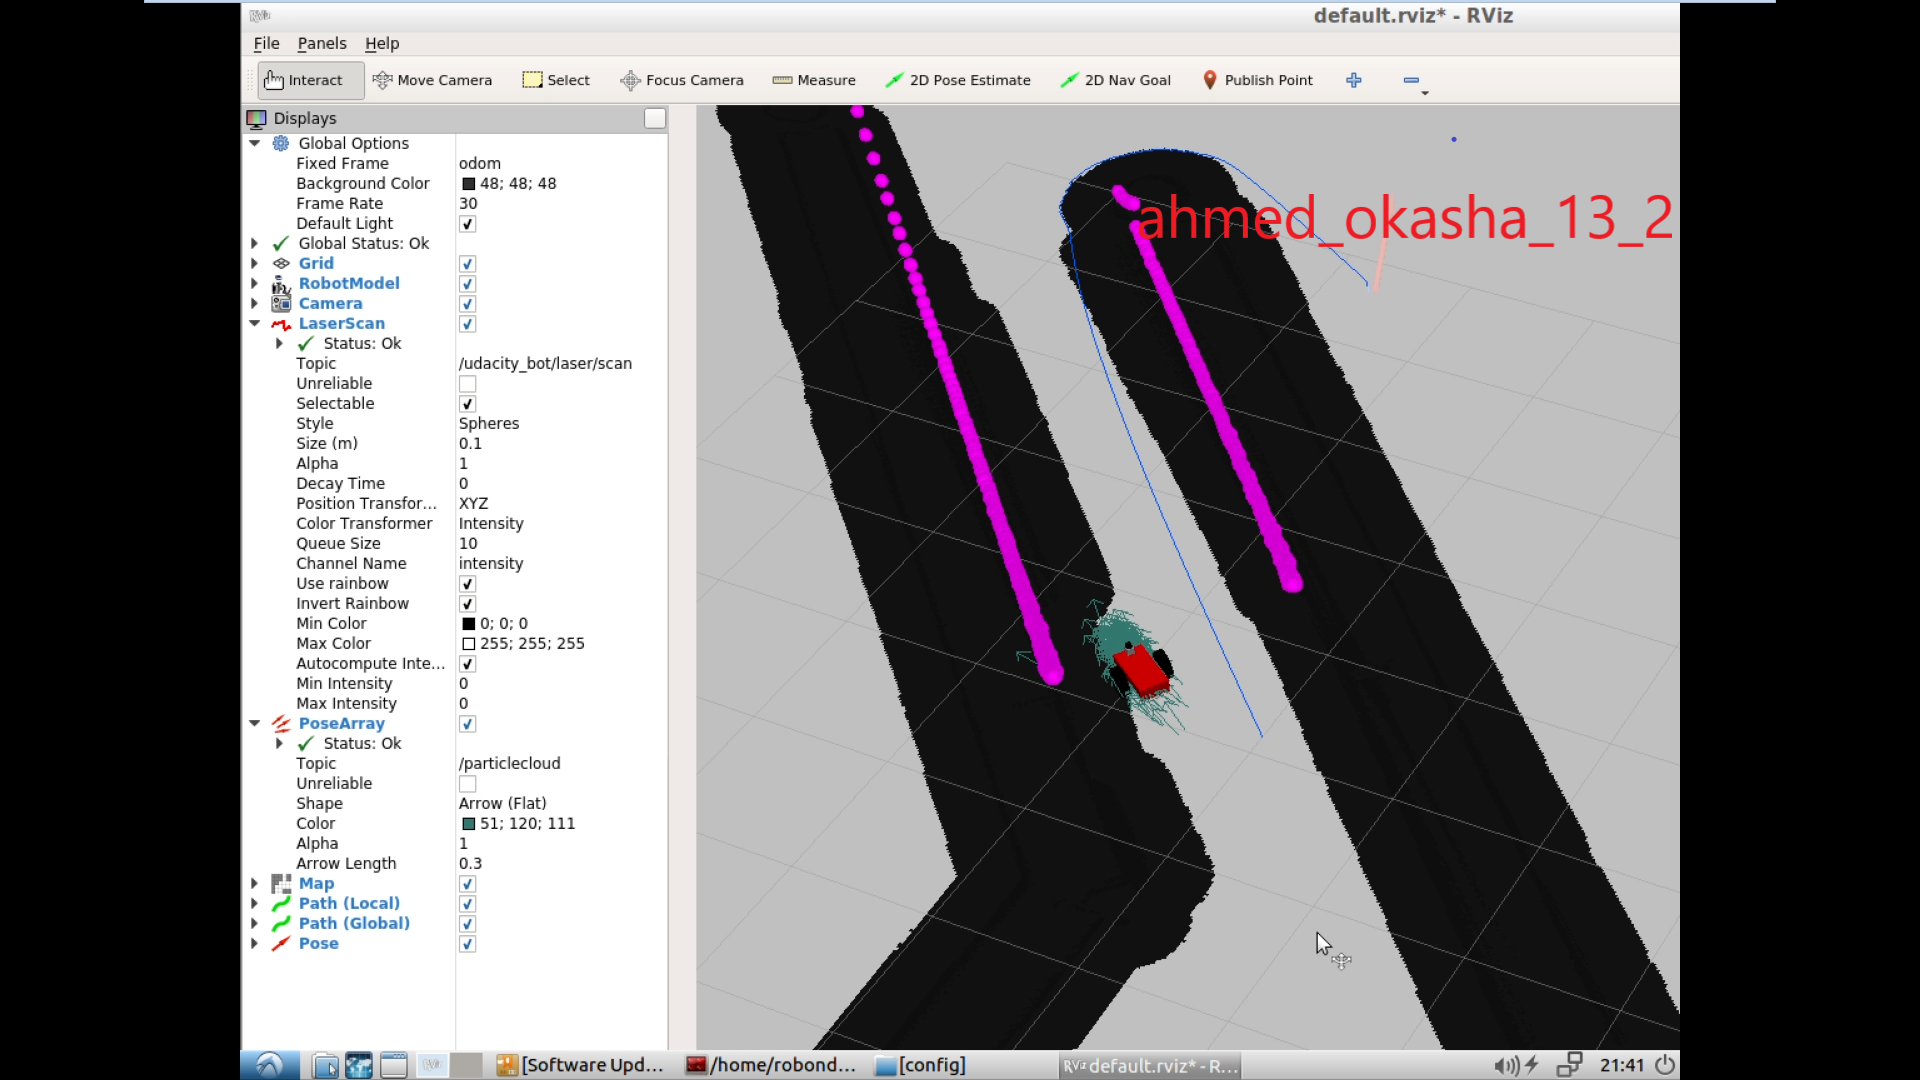 RViz
default.rviz* - RViz
File Panels Help
Interact Move Camera Select Focus Camera Measure 2D Pose Estimate 2D Nav Goal Publish Point
Displays
Global Options
Fixed Frame odom
Background Color 48; 48; 48
Frame Rate 30
Default Light
Global Status: Ok
Grid
RobotModel
Camera
LaserScan
Status: Ok
Topic /udacity_bot/laser/scan
Unreliable
Selectable
Style Spheres
Size (m) 0.1
Alpha 1
Decay Time 0
Position Transfor... XYZ
Color Transformer Intensity
Queue Size 10
Channel Name intensity
Use rainbow
Invert Rainbow
Min Color 0; 0; 0
Max Color 255; 255; 255
Autocompute Inte...
Min Intensity 0
Max Intensity 0
PoseArray
Status: Ok
Topic /particlecloud
Unreliable
Shape Arrow (Flat)
Color 51; 120; 111
Alpha 1
Arrow Length 0.3
Map
Path (Local)
Path (Global)
Pose
ahmed_okasha_13_2
[Software Upd... /home/robond... [config] RViz default.rviz* - R... 21:41